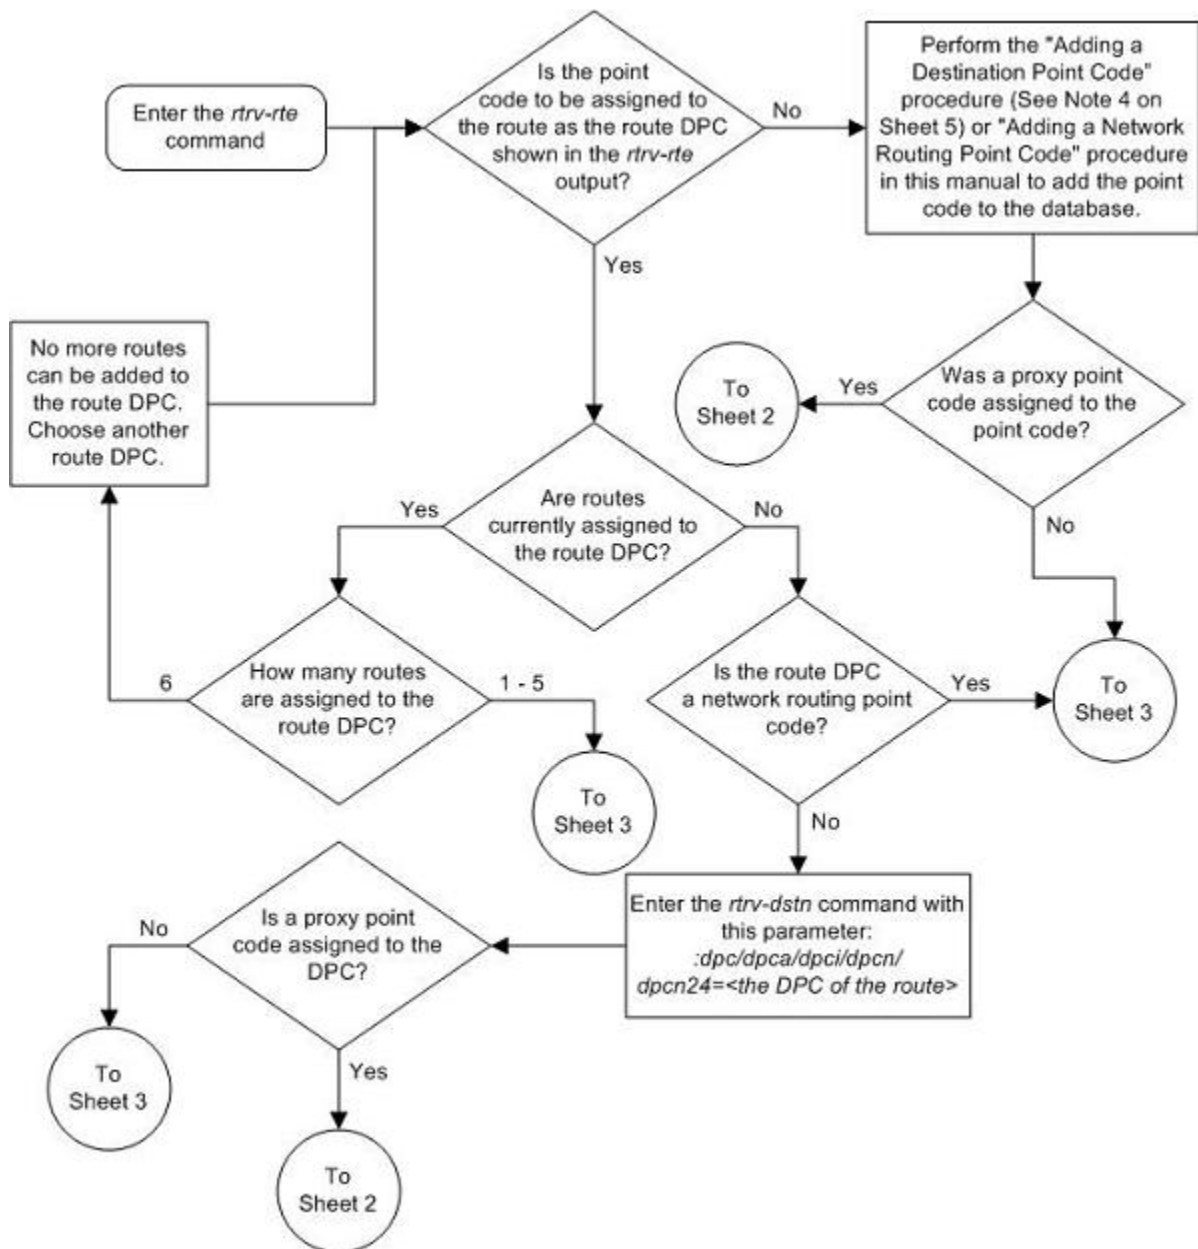 Enter the rtrv-rte
command
Is the point
code to be assigned to
the route as the route DPC
shown in the rtrv-rte
output?
No
Perform the "Adding a
Destination Point Code"
procedure (See Note 4 on
Sheet 5) or "Adding a Network
Routing Point Code" procedure
in this manual to add the point
code to the database.
Yes
No more routes
can be added to
the route DPC.
Choose another
route DPC.
To
Sheet 2
Yes
Was a proxy point
code assigned to the
point code?
No
Yes
Are routes
currently assigned to
the route DPC?
No
6
How many routes
are assigned to the
route DPC?
1 - 5
To
Sheet 3
Is the route DPC
a network routing point
code?
Yes
To
Sheet 3
No
Enter the rtrv-dstn command with
this parameter:
:dpc/dpca/dpci/dpcn/
dpcn24=<the DPC of the route>
Is a proxy point
code assigned to the
DPC?
No
To
Sheet 3
Yes
To
Sheet 2